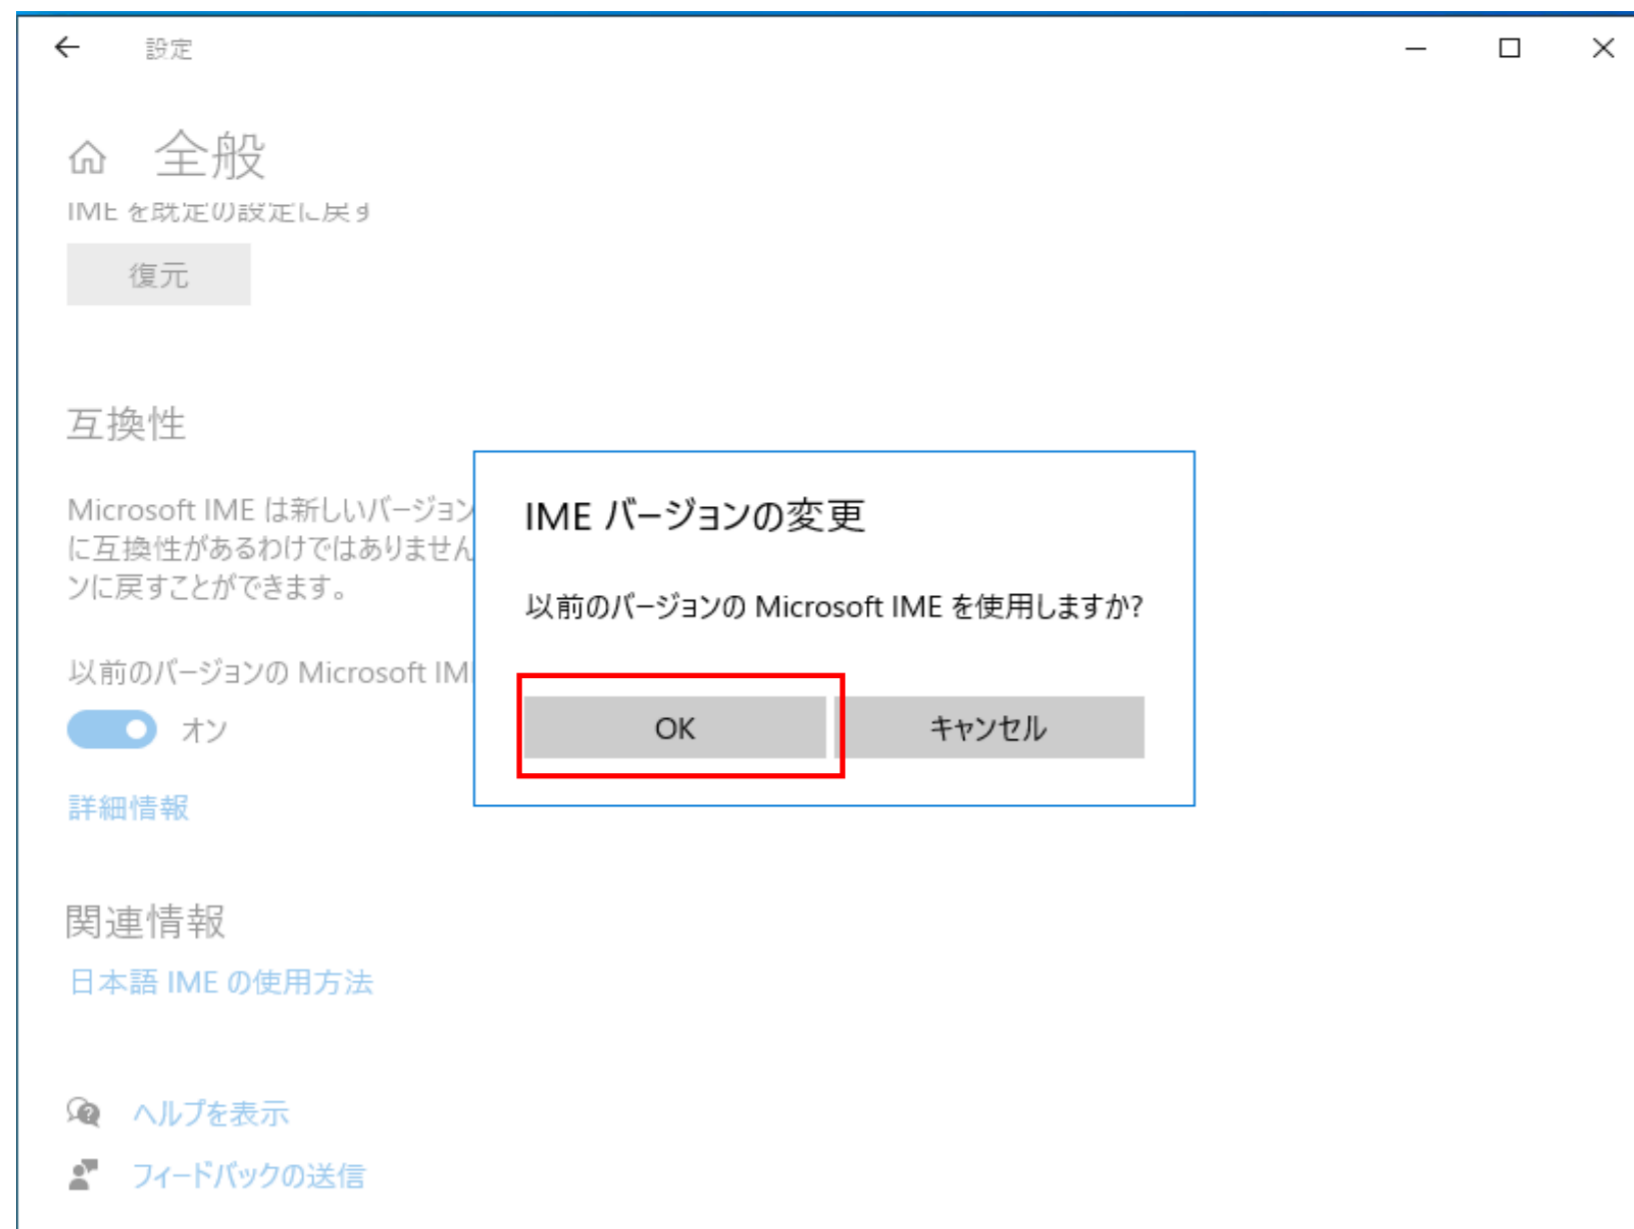 設定
全般
IME を既定の設定に戻す
復元
互換性
Microsoft IME は新しいバージョン
に互換性があるわけではありません
ンに戻すことができます。
以前のバージョンの Microsoft IM
オン
詳細情報
IME バージョンの変更
以前のバージョンの Microsoft IME を使用しますか?
OK
キャンセル
関連情報
日本語 IME の使用方法
ヘルプを表示
フィードバックの送信